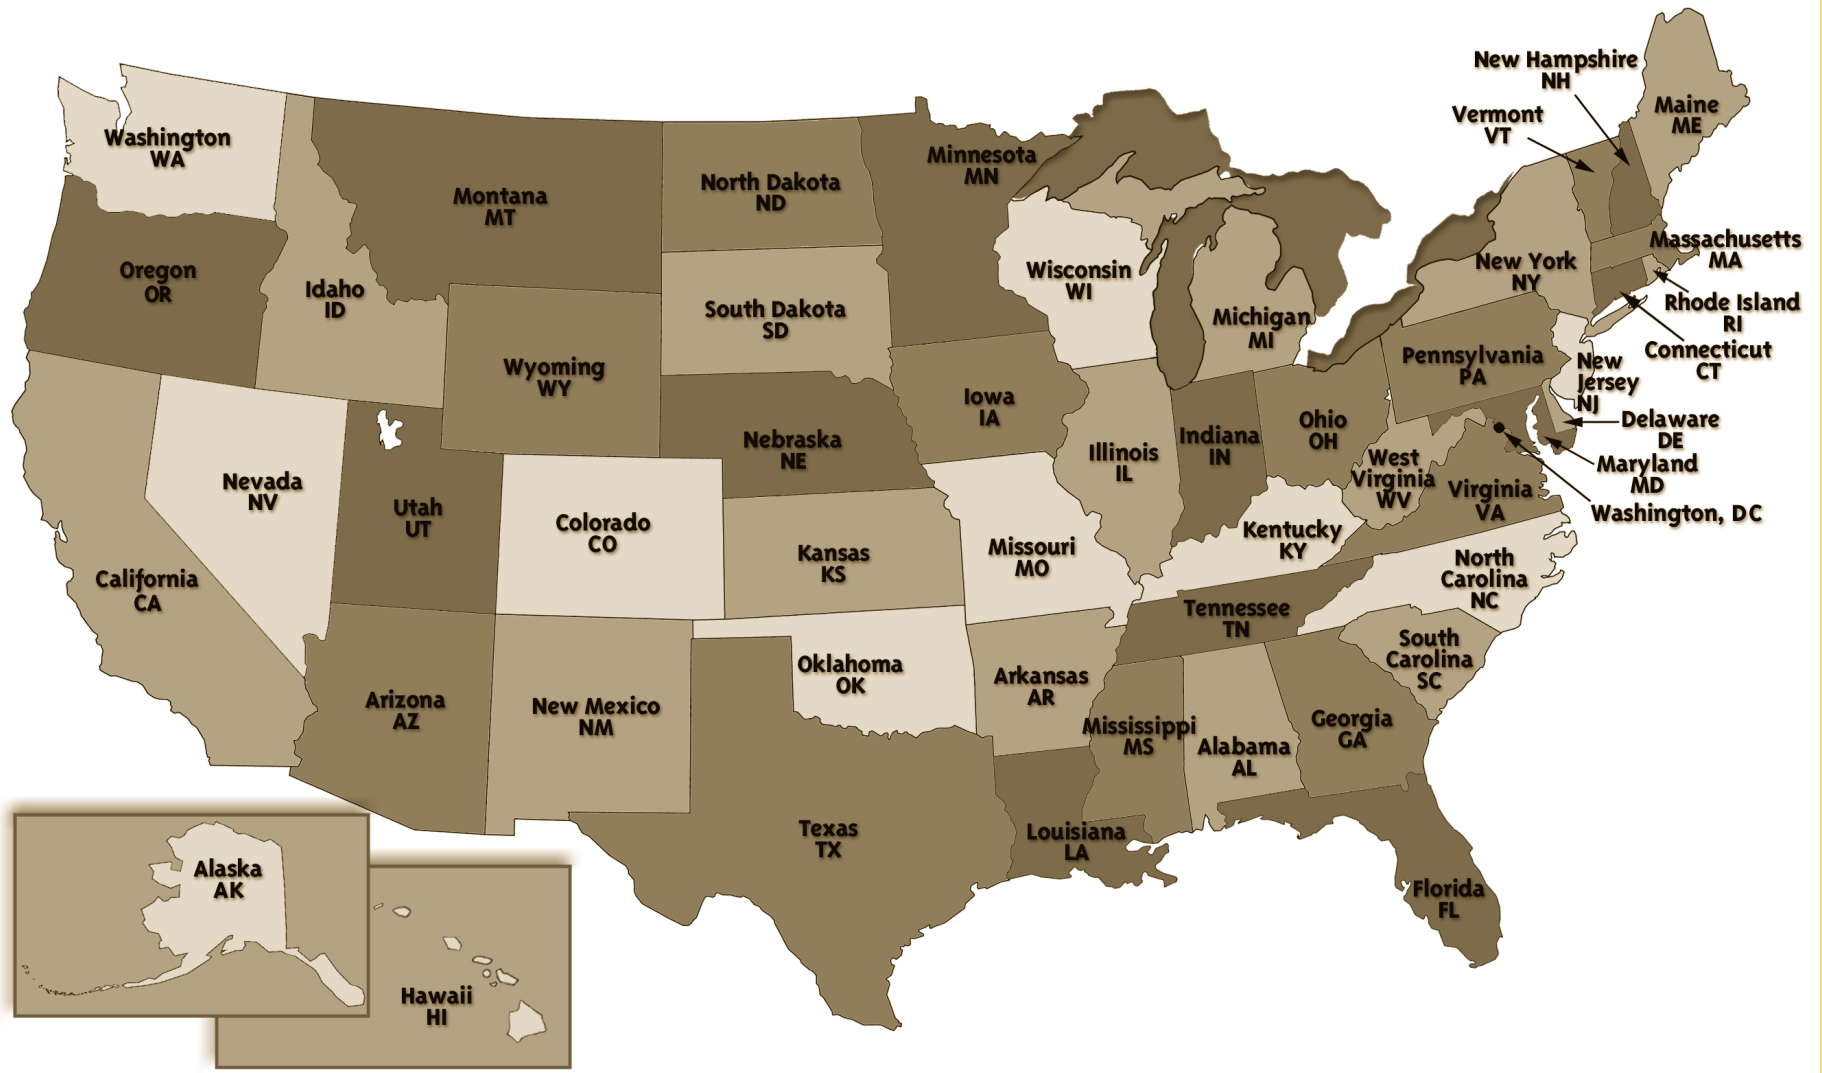 Washington
WA
Oregon
OR
California
CA
Idaho
ID
Nevada
NV
Montana
MT
Wyoming
WY
Utah
UT
Colorado
CO
Arizona
AZ
New Mexico
NM
North Dakota
ND
South Dakota
SD
Nebraska
NE
Kansas
KS
Oklahoma
OK
Texas
TX
Minnesota
MN
Iowa
IA
Missouri
MO
Arkansas
AR
Louisiana
LA
Wisconsin
WI
Illinois
IL
Michigan
MI
Indiana
IN
Ohio
OH
Kentucky
KY
Tennessee
TN
Mississippi
MS
Alabama
AL
Georgia
GA
Florida
FL
South
Carolina
SC
North
Carolina
NC
Virginia
VA
West
Virginia
WV
Pennsylvania
PA
New York
NY
Vermont
VT
New Hampshire
NH
Maine
ME
Massachusetts
MA
Rhode Island
RI
Connecticut
CT
New
Jersey
NJ
Delaware
DE
Maryland
MD
Washington, DC
Alaska
AK
Hawaii
HI